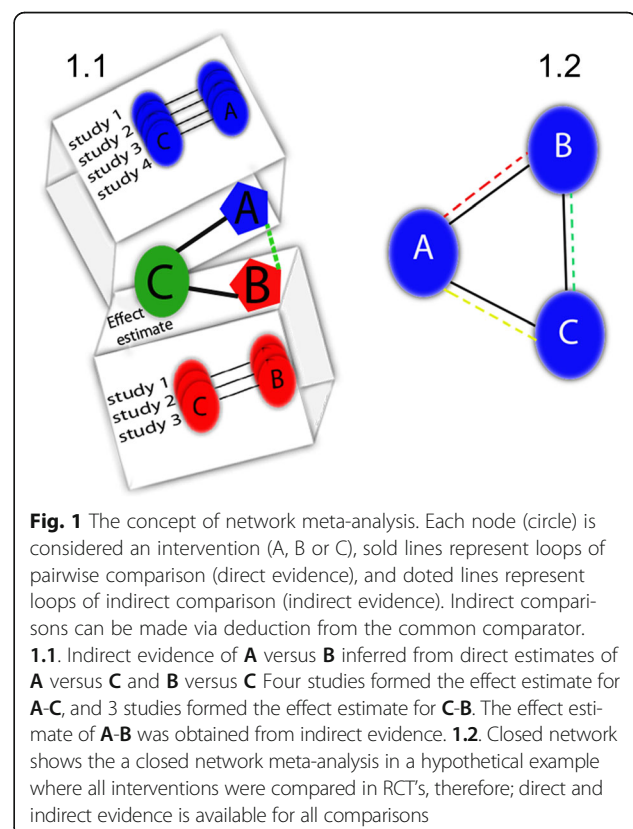 1.1
1.2
study 1
study 2
study 3
study 4
C
A
A
C
B
Effect
estimate
study 1
study 2
study 3
C
B
B
A
C
Fig. 1 The concept of network meta-analysis. Each node (circle) is
considered an intervention (A, B or C), sold lines represent loops of
pairwise comparison (direct evidence), and doted lines represent
loops of indirect comparison (indirect evidence). Indirect compari-
sons can be made via deduction from the common comparator.
1.1. Indirect evidence of A versus B inferred from direct estimates of
A versus C and B versus C Four studies formed the effect estimate for
A-C, and 3 studies formed the effect estimate for C-B. The effect esti-
mate of A-B was obtained from indirect evidence. 1.2. Closed network
shows the a closed network meta-analysis in a hypothetical example
where all interventions were compared in RCT's, therefore; direct and
indirect evidence is available for all comparisons